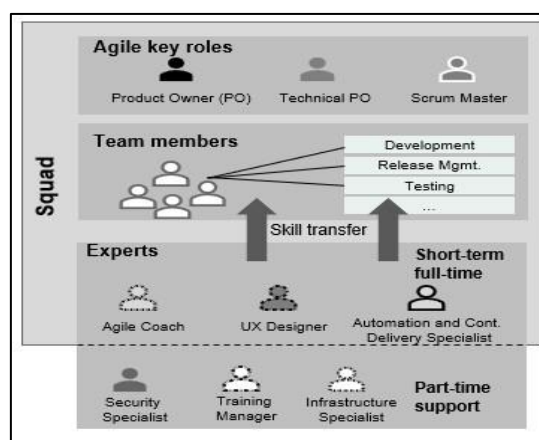 Agile key roles
Product Owner (PO)
Technical PO
Scrum Master
Squad
Team members
Development
Release Mgmt.
Testing
...
Skill transfer
Experts
Short-term
full-time
Agile Coach
UX Designer
Automation and Cont.
Delivery Specialist
Security
Specialist
Training
Manager
Infrastructure
Specialist
Part-time
support